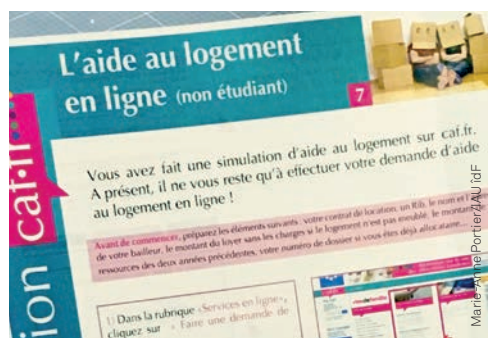 L'aide au logement
en ligne (non étudiant)
7
caf.fr
ion
Vous avez fait une simulation d'aide au logement sur caf.fr.
A présent, il ne vous reste qu'à effectuer votre demande d'aide
au logement en ligne !
Avant de commencer, préparez les éléments suivants : votre contrat de location, un Rib, le nom et l'
de votre bailleur, le montant du loyer sans les charges si le logement n'est pas meublé, le montant
ressources des deux années précédentes, votre numéro de dossier si vous êtes déjà allocataire...
1) Dans la rubrique «Services en ligne»,
cliquez sur « Faire une demande de
Marie-Anne Portier/IAU îdF